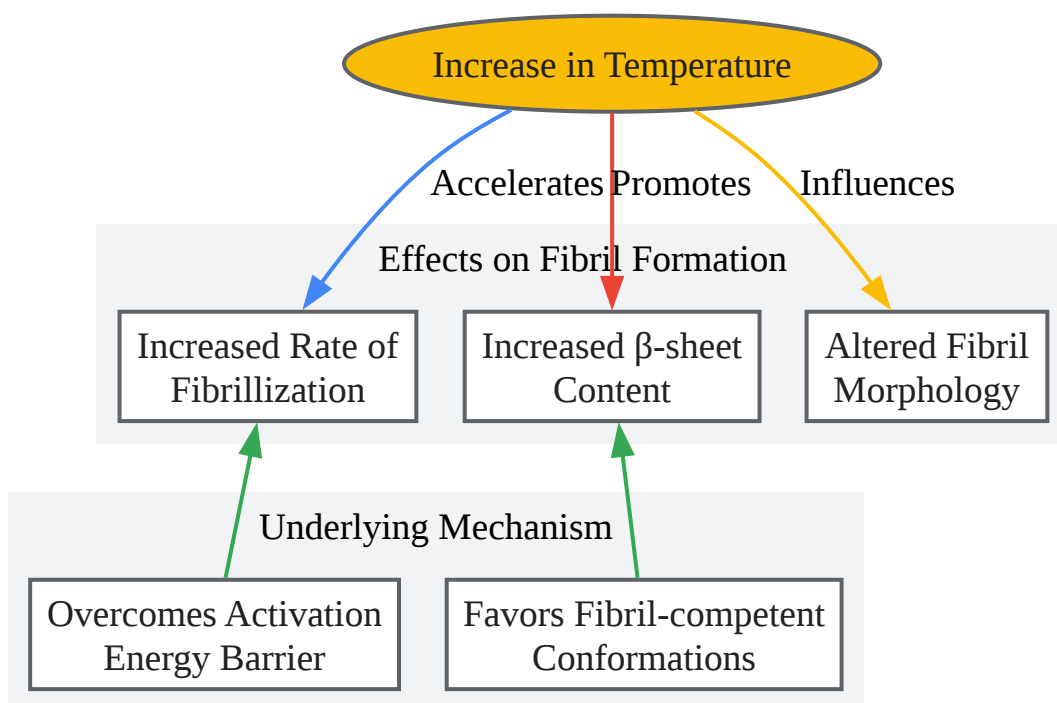 Increase in Temperature
Accelerates
Promotes
Influences
Effects on Fibril Formation
Increased Rate of
Fibrillization
Increased β-sheet
Content
Altered Fibril
Morphology
Underlying Mechanism
Overcomes Activation
Energy Barrier
Favors Fibril-competent
Conformations